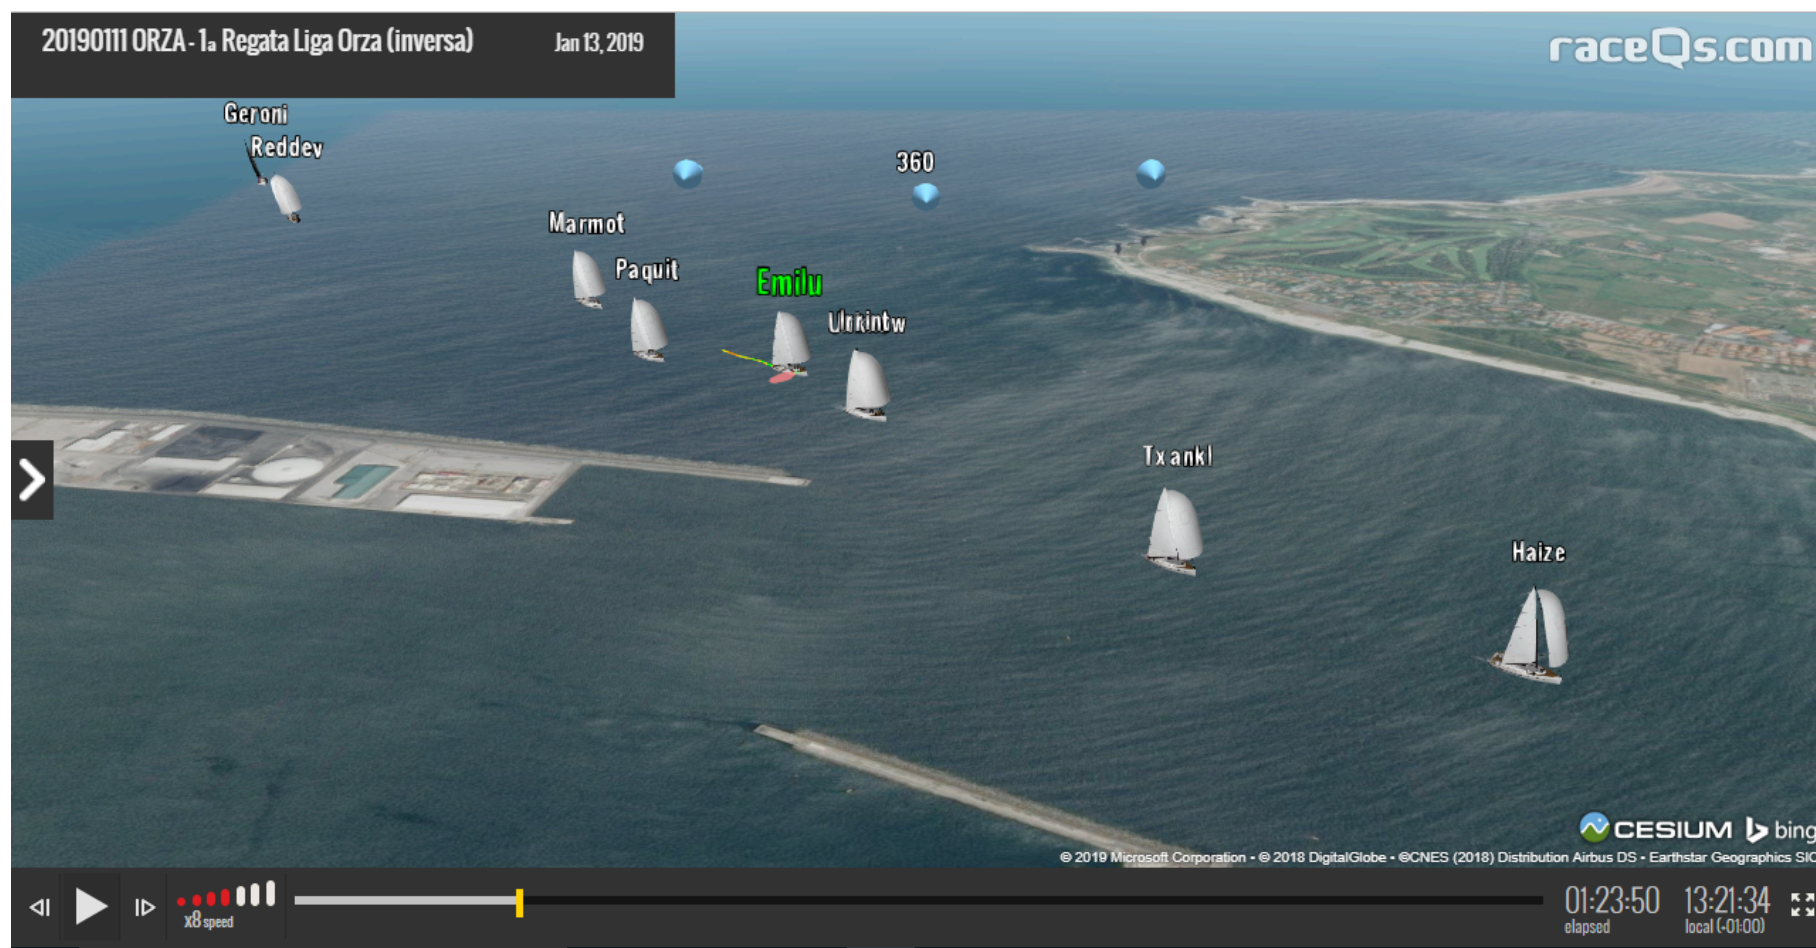 20190111 ORZA - 1a Regata Liga Orza (inversa) Jan 13, 2019
raceQs.com
Geroni
Reddev
360
Marmot
Paquit
Emilu
Txankl
Haize
CESIUM bing
© 2019 Microsoft Corporation • © 2018 DigitalGlobe • ©CNES (2018) Distribution Airbus DS • Earthstar Geographics SIO
x8 speed
01:23:50 13:21:34
elapsed local (+01:00)